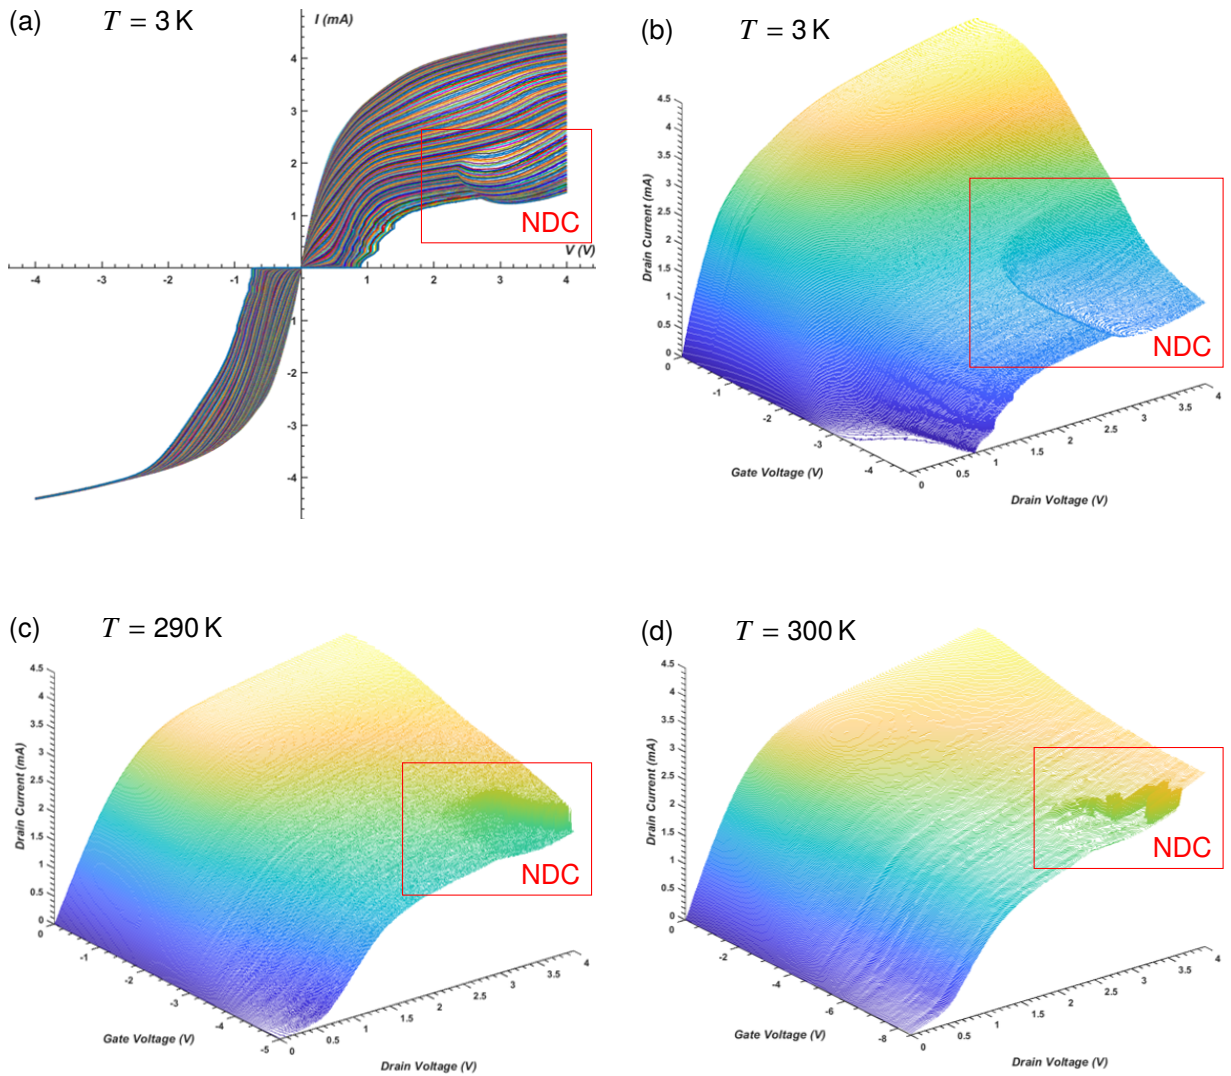 (a) T = 3 K
I (mA)
4
3
2
1
NDC
V (V)
-4 -3 -2 -1 1 2 3 4
-1
-2
-3
-4
(b) T = 3 K
Drain Current (mA)
4.5
4
3.5
3
2.5
2
1.5
1
0.5
0
NDC
0
-1
-2
-3
-4
Gate Voltage (V)
0 0.5 1 1.5 2 2.5 3 3.5 4
Drain Voltage (V)
(c) T = 290 K
Drain Current (mA)
4.5
4
3.5
3
2.5
2
1.5
1
0.5
0
NDC
0
-1
-2
-3
-4
-5
Gate Voltage (V)
0 0.5 1 1.5 2 2.5 3 3.5 4
Drain Voltage (V)
(d) T = 300 K
Drain Current (mA)
4.5
4
3.5
3
2.5
2
1.5
1
0.5
0
NDC
0
-2
-4
-6
-8
Gate Voltage (V)
0 0.5 1 1.5 2 2.5 3 3.5 4
Drain Voltage (V)